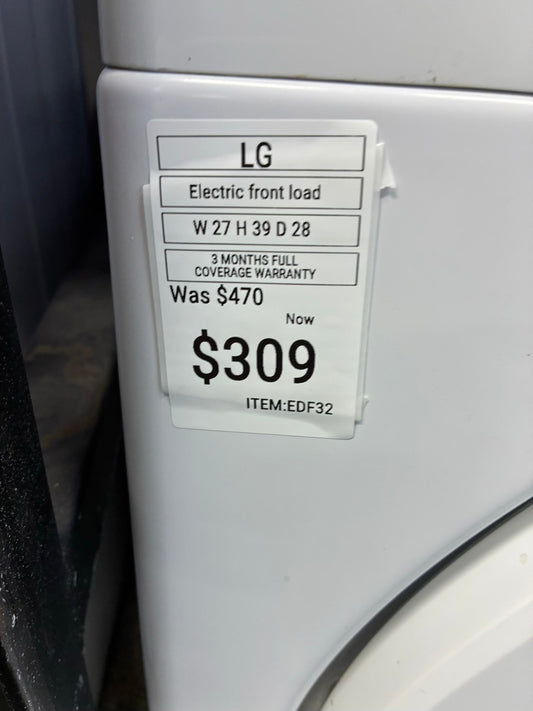 LG
Electric front load
W 27 H 39 D 28
3 MONTHS FULL
COVERAGE WARRANTY
Was $470
Now
$309
ITEM:EDF32